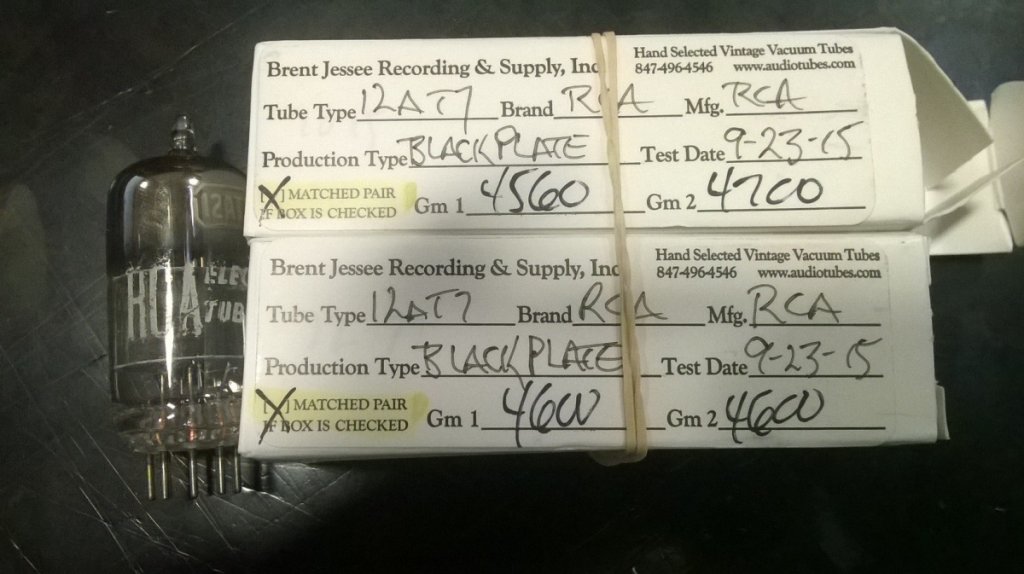 Brent Jessee Recording & Supply, Inc
Hand Selected Vintage Vacuum Tubes
847-496-4546 www.audiotubes.com
Tube Type 12AT7 Brand RCA Mfg. RCA
Production Type BLACK PLATE Test Date 9-23-15
[X] MATCHED PAIR
IF BOX IS CHECKED
Gm 1 4560 Gm 2 4700
Brent Jessee Recording & Supply, Inc
Hand Selected Vintage Vacuum Tubes
847-496-4546 www.audiotubes.com
Tube Type 12AT7 Brand RCA Mfg. RCA
Production Type BLACK PLATE Test Date 9-23-15
[X] MATCHED PAIR
IF BOX IS CHECKED
Gm 1 4600 Gm 2 4600
12A
RCA ELEC
TUB